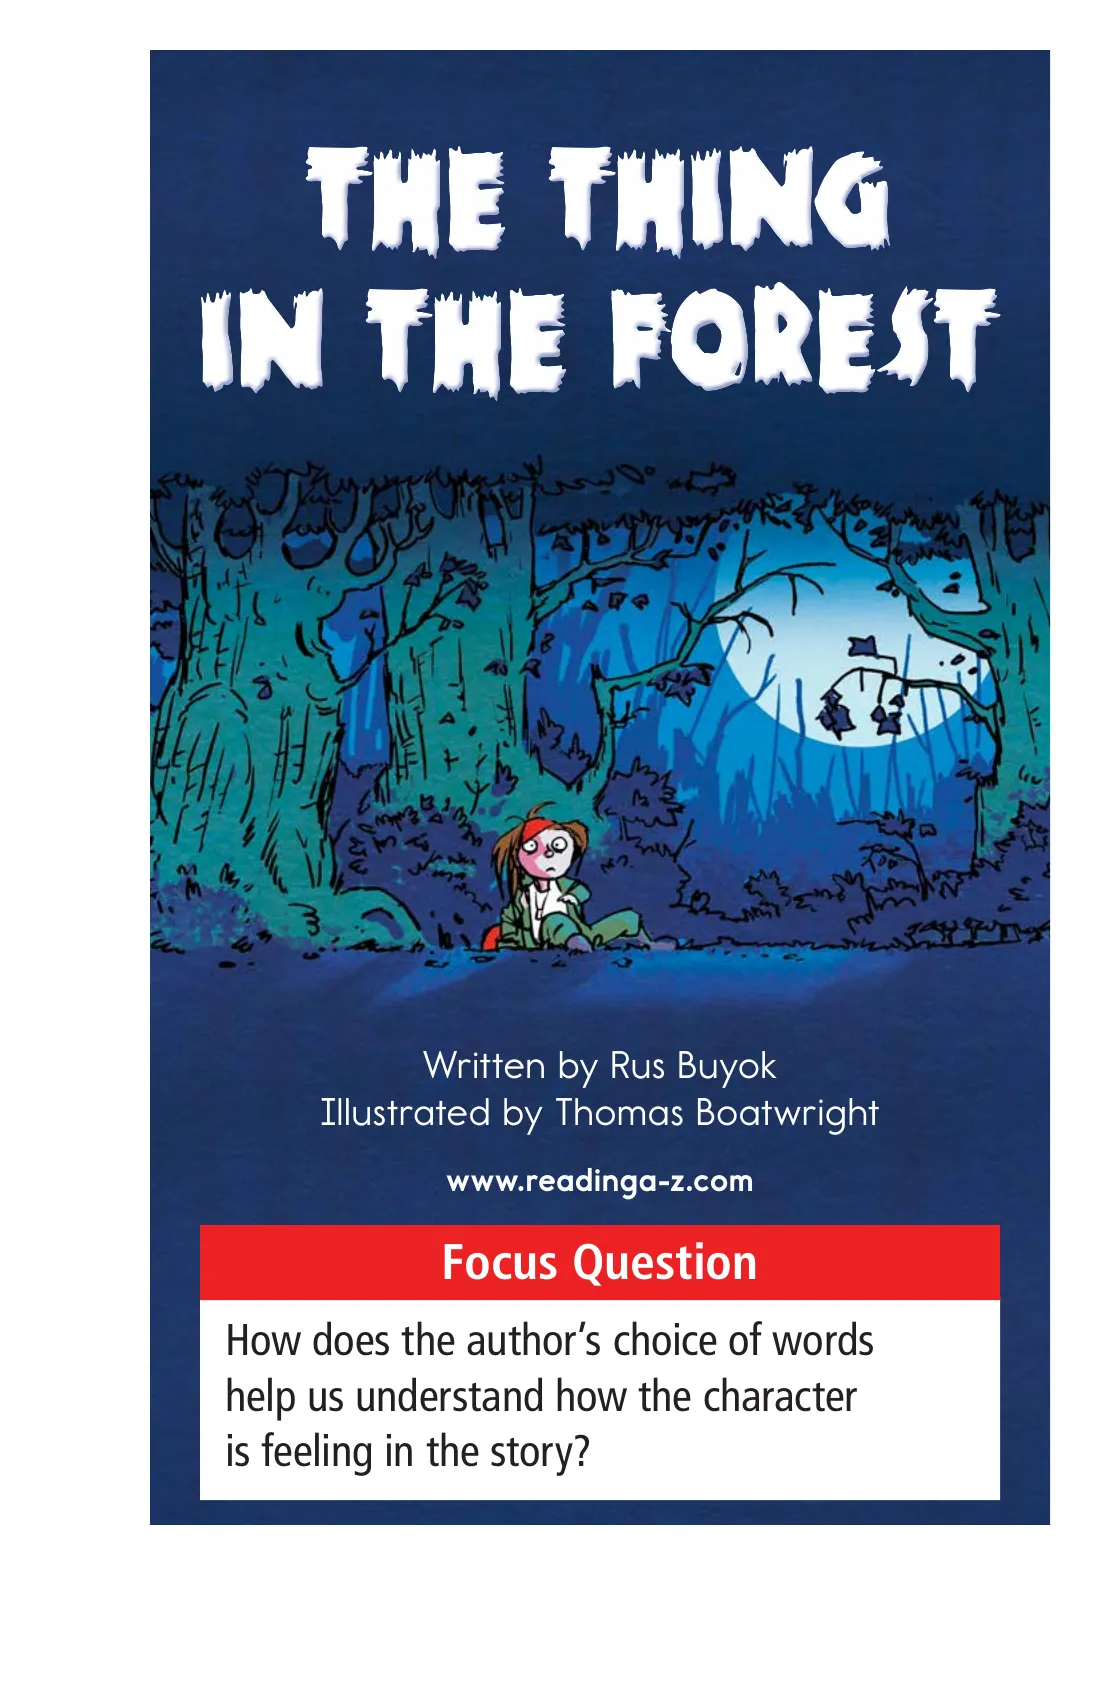 THE THING
IN THE FOREST
Written by Rus Buyok
Illustrated by Thomas Boatwright
www.readinga-z.com
Focus Question
How does the author’s choice of words
help us understand how the character
is feeling in the story?